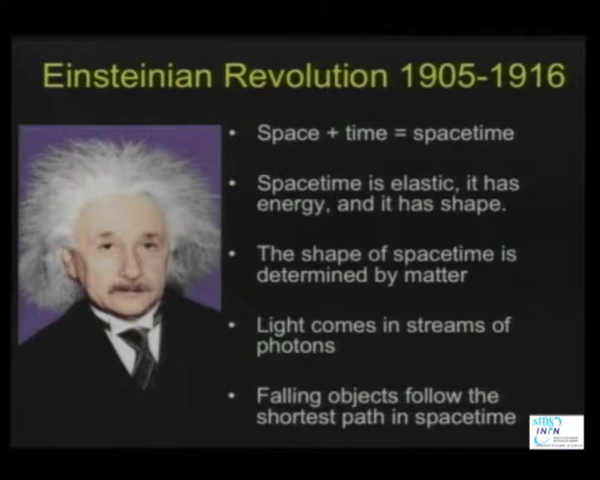 Einsteinian Revolution 1905-1916
• Space + time = spacetime
• Spacetime is elastic, it has
energy, and it has shape.
• The shape of spacetime is
determined by matter
• Light comes in streams of
photons
• Falling objects follow the
shortest path in spacetime
SIDS
INFN